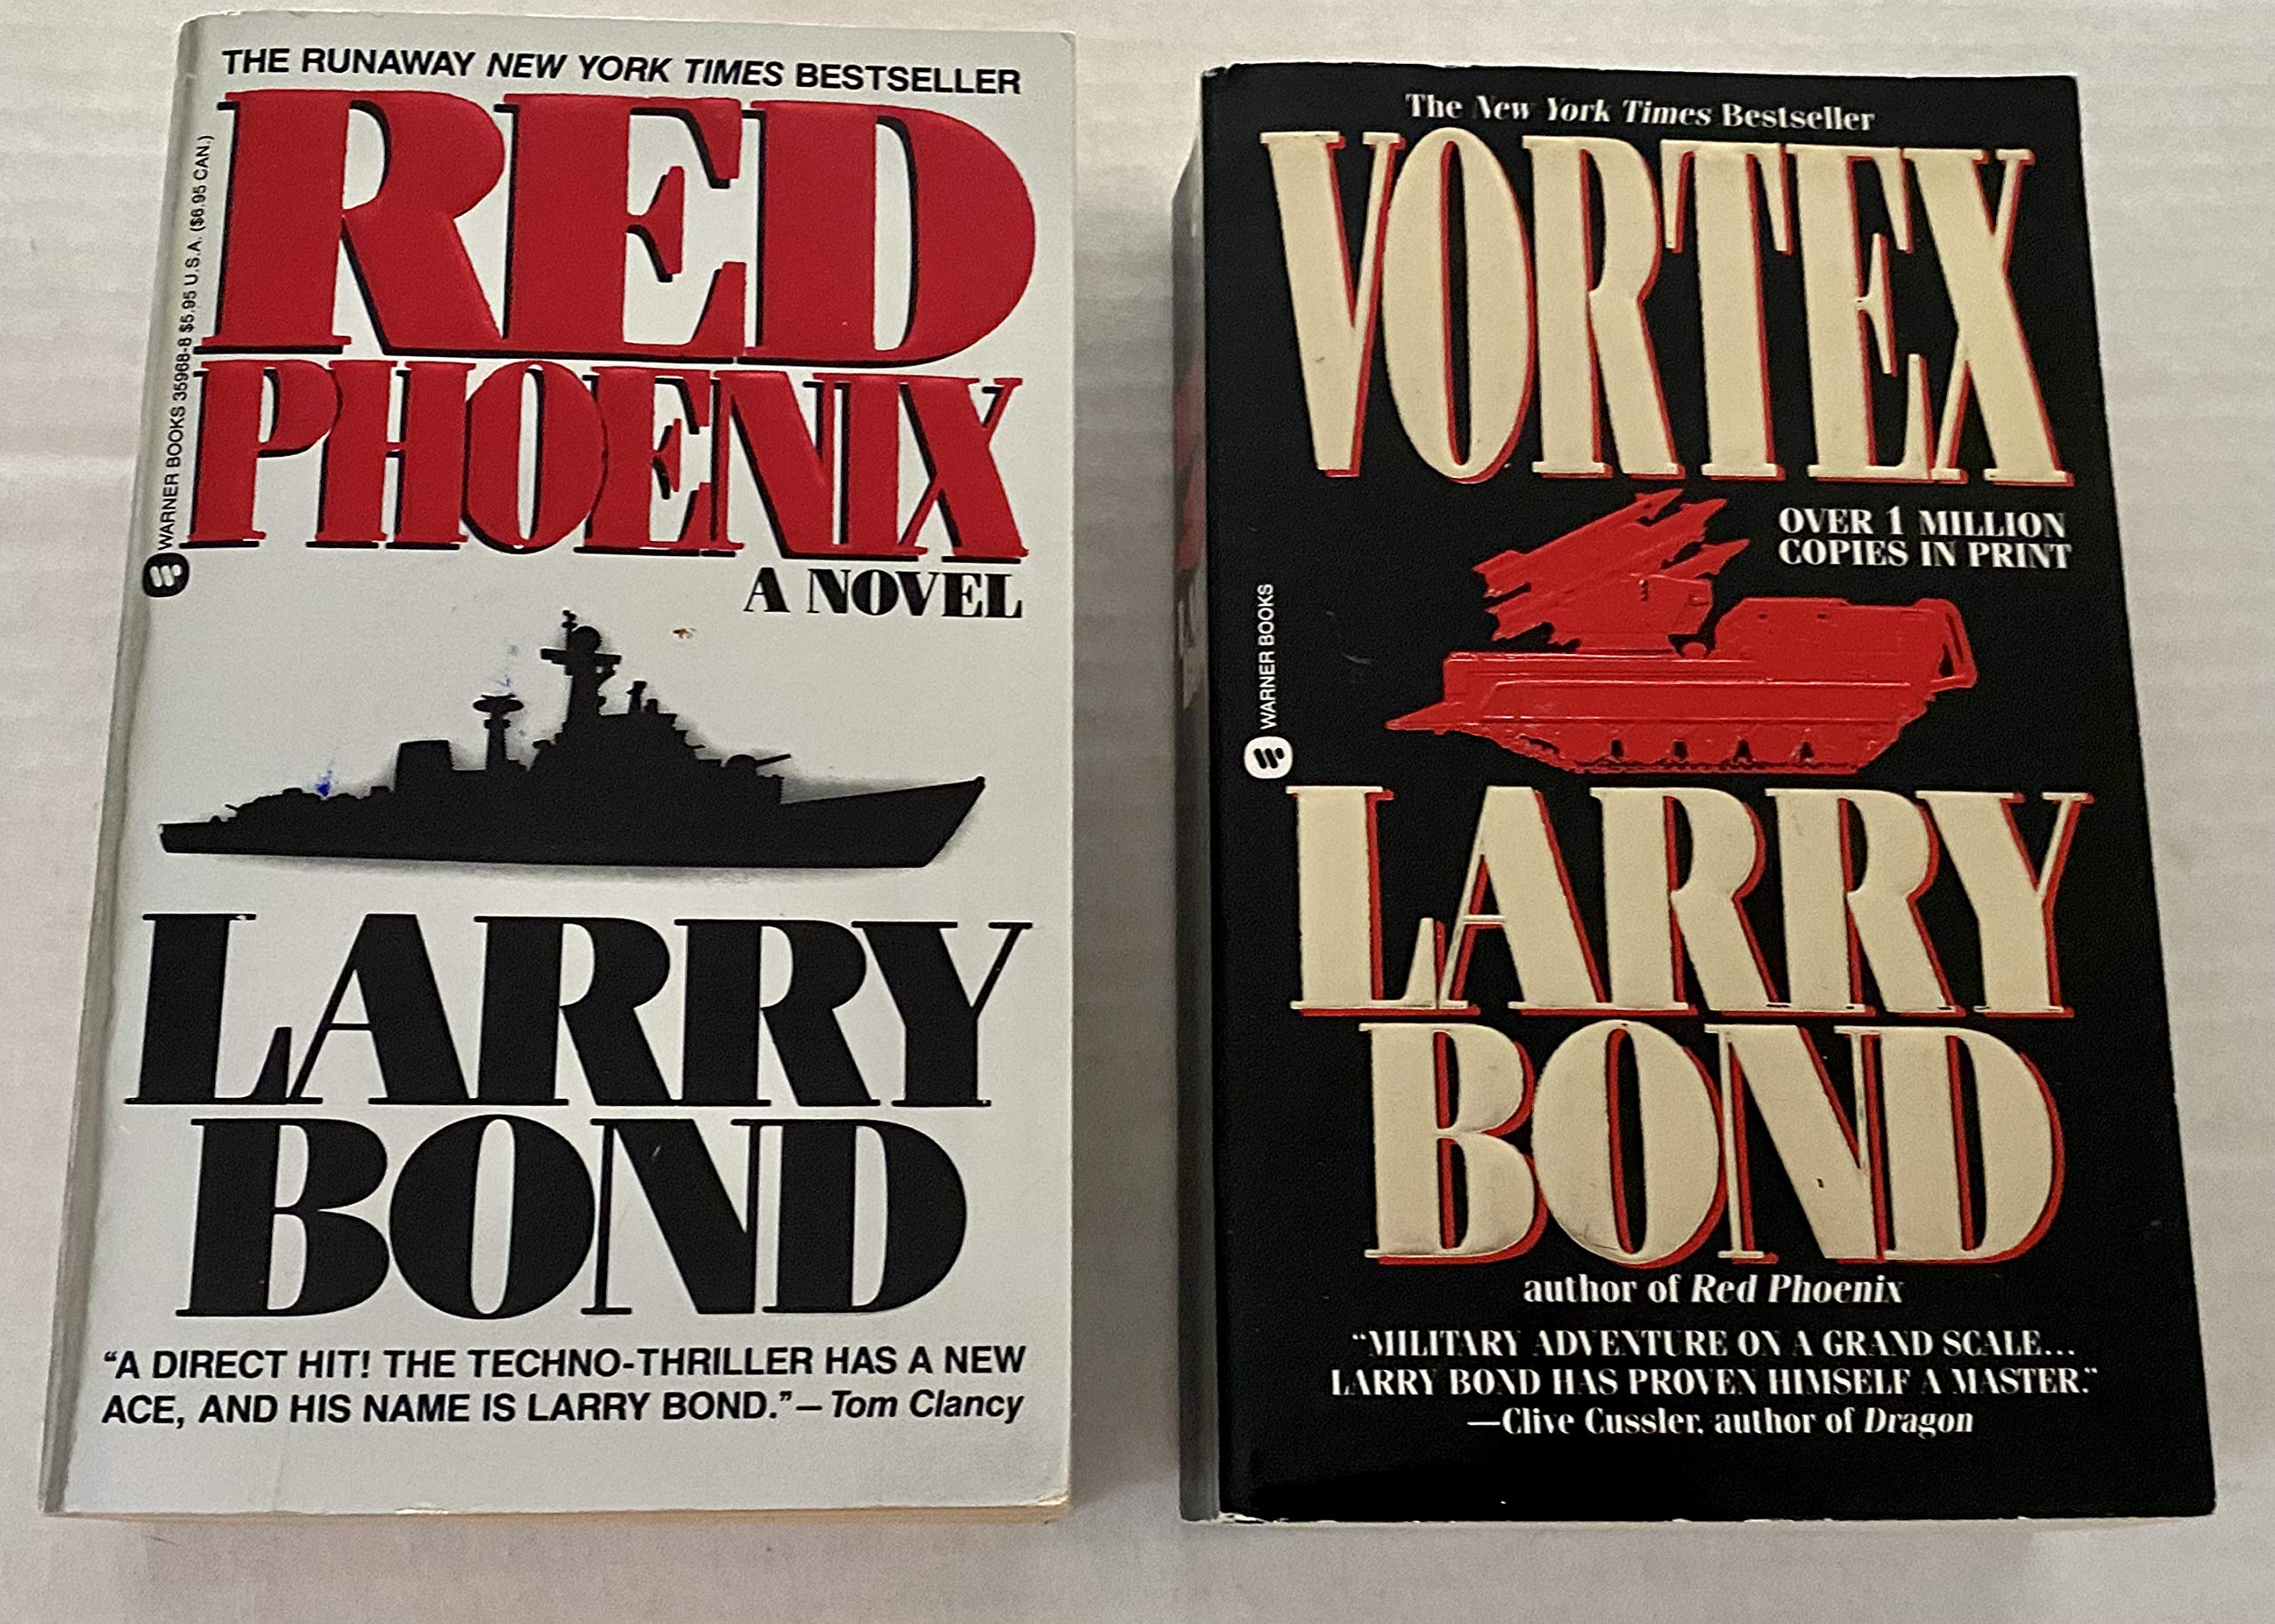 THE RUNAWAY NEW YORK TIMES BESTSELLER
RED
PHOENIX
A NOVEL
WARNER BOOKS 35968-8 $5.95 U.S.A. ($6.95 CAN.)
LARRY
BOND
“A DIRECT HIT! THE TECHNO-THRILLER HAS A NEW
ACE, AND HIS NAME IS LARRY BOND.”—Tom Clancy
The New York Times Bestseller
VORTEX
OVER 1 MILLION
COPIES IN PRINT
WARNER BOOKS
LARRY
BOND
author of Red Phoenix
“MILITARY ADVENTURE ON A GRAND SCALE...
LARRY BOND HAS PROVEN HIMSELF A MASTER.”
—Clive Cussler, author of Dragon